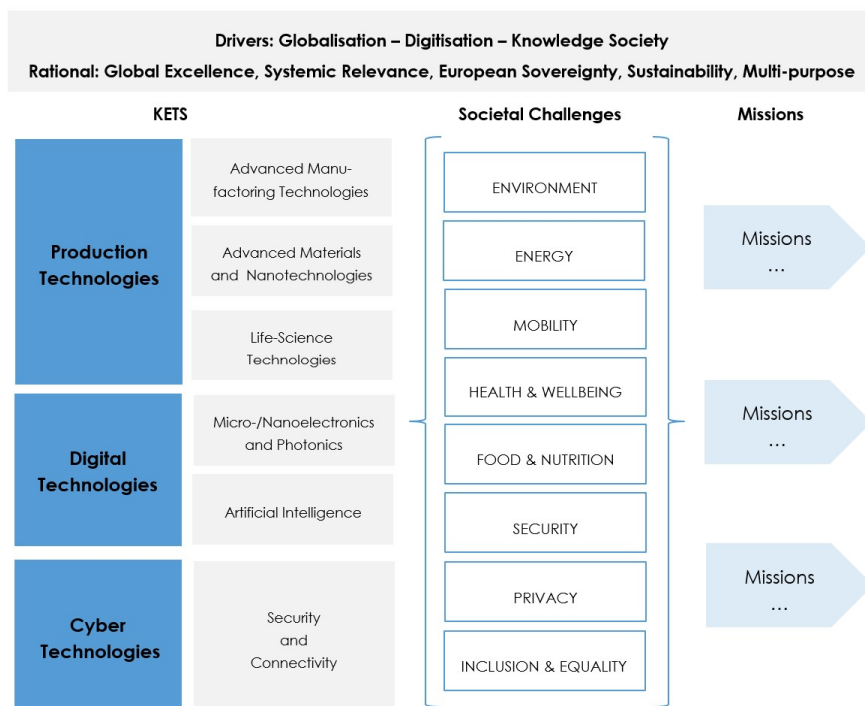 Drivers: Globalisation – Digitisation – Knowledge Society
Rational: Global Excellence, Systemic Relevance, European Sovereignty, Sustainability, Multi-purpose
KETS
Societal Challenges
Missions
Production
Technologies
Advanced Manu-
factoring Technologies
Advanced Materials
and Nanotechnologies
Life-Science
Technologies
Digital
Technologies
Micro-/Nanoelectronics
and Photonics
Artificial Intelligence
Cyber
Technologies
Security
and
Connectivity
ENVIRONMENT
ENERGY
MOBILITY
HEALTH & WELLBEING
FOOD & NUTRITION
SECURITY
PRIVACY
INCLUSION & EQUALITY
Missions
...
Missions
...
Missions
...